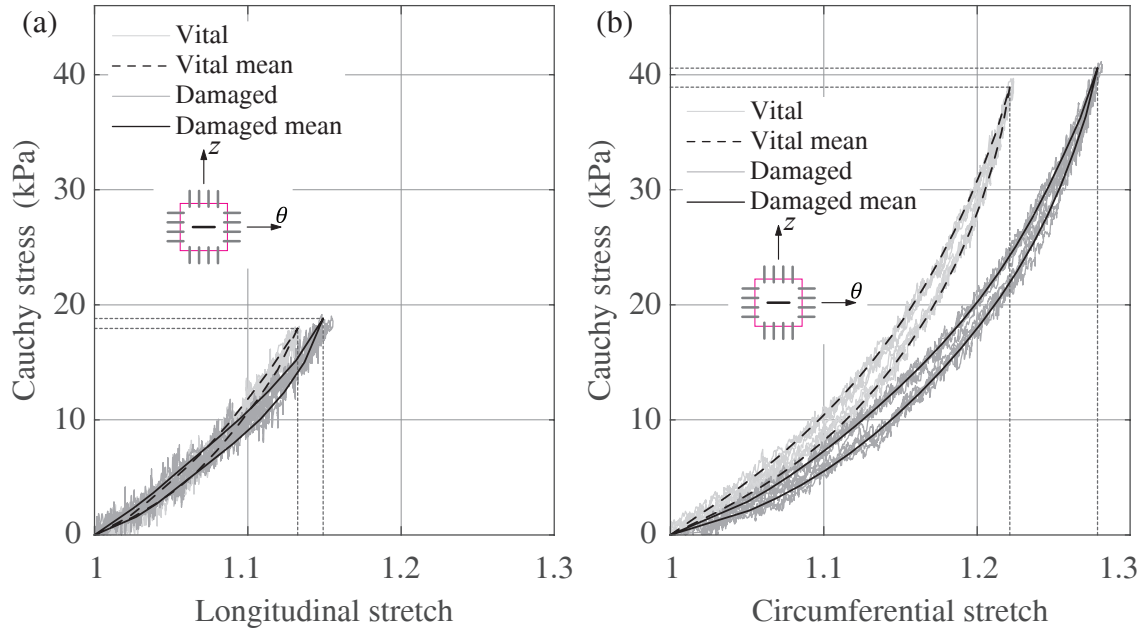 (a)
Vital
Vital mean
Damaged
Damaged mean
z
θ
Cauchy stress (kPa)
40
30
20
10
0
1
1.1
1.2
1.3
Longitudinal stretch
(b)
Vital
Vital mean
Damaged
Damaged mean
z
θ
Cauchy stress (kPa)
40
30
20
10
0
1
1.1
1.2
1.3
Circumferential stretch